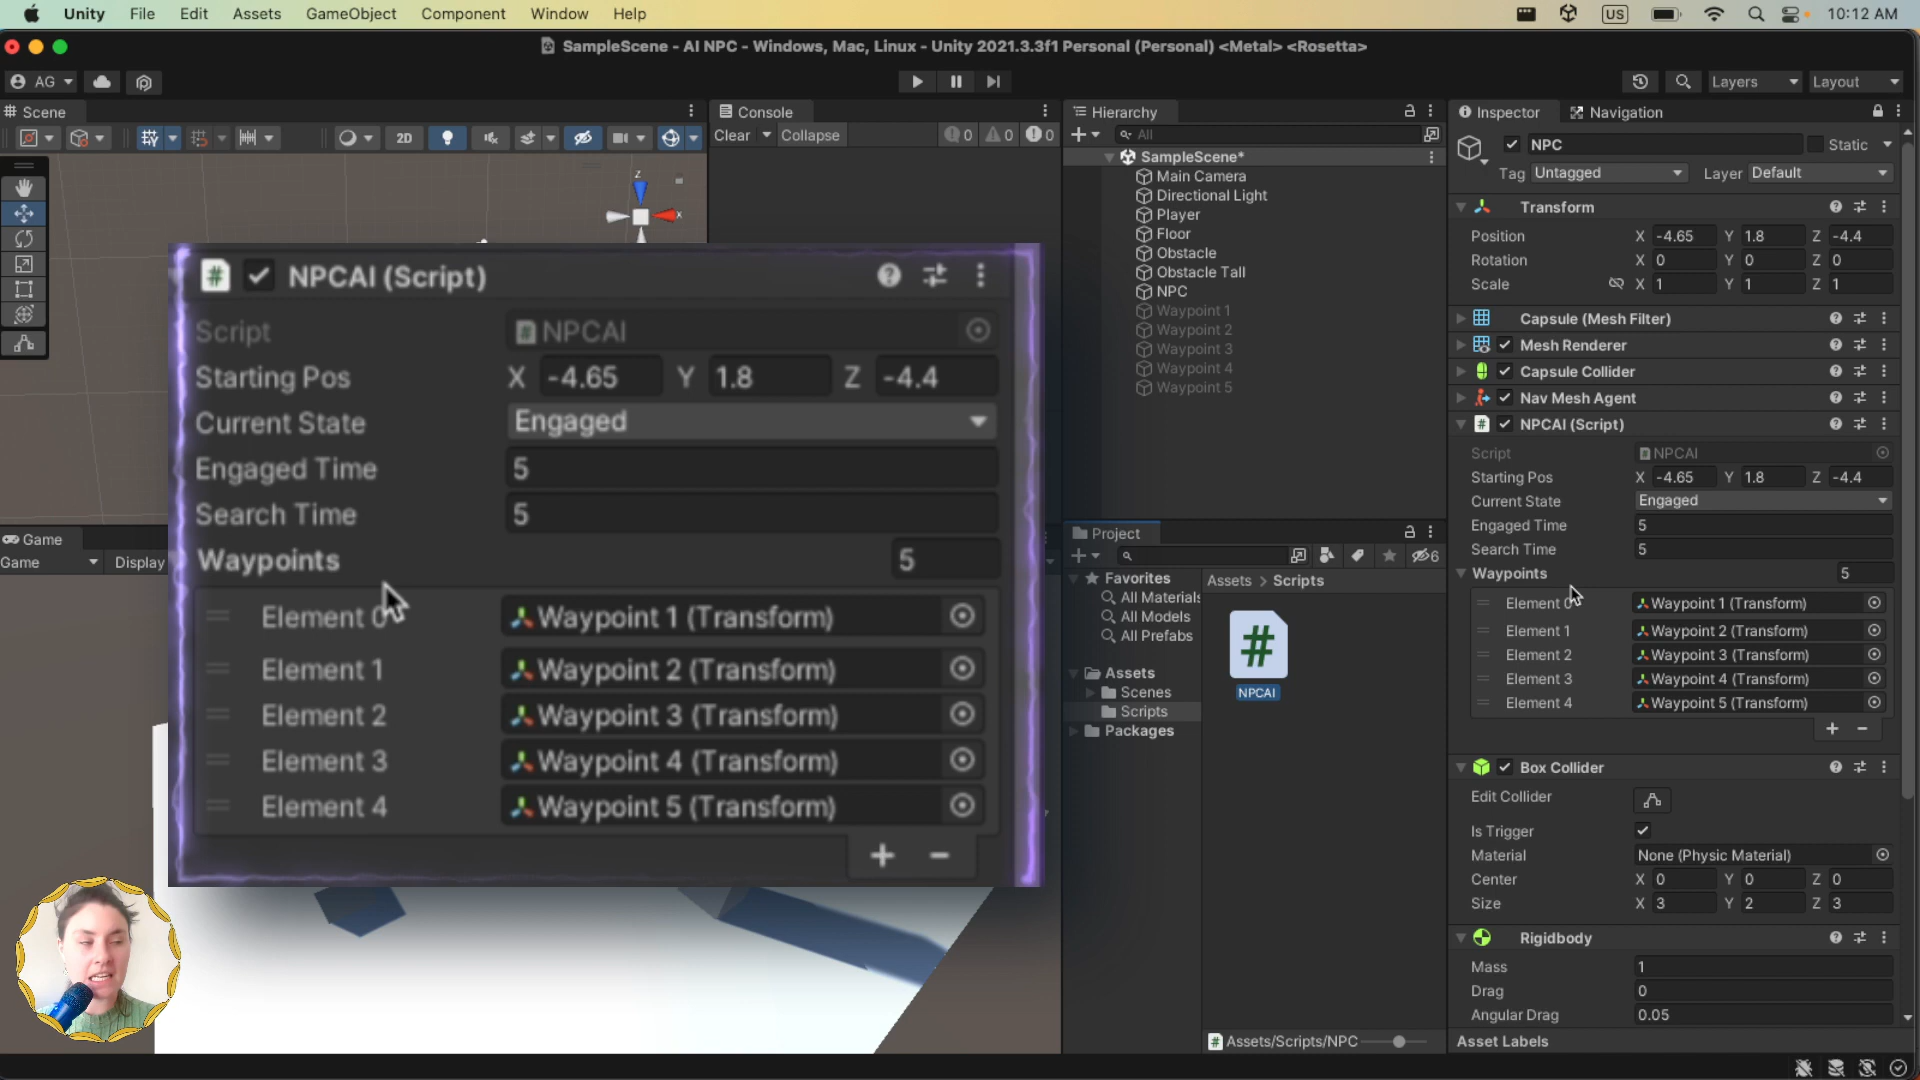 Unity File Edit Assets GameObject Component Window Help US 10:12 AM
SampleScene - AI NPC - Windows, Mac, Linux - Unity 2021.3.3f1 Personal (Personal) <Metal> <Rosetta>
AG Layers Layout
Scene
2D
Z
x
Game
Game Display
Console
Clear Collapse 0 0 0
NPCAI (Script)
Script NPCAI
Starting Pos X -4.65 Y 1.8 Z -4.4
Current State Engaged
Engaged Time 5
Search Time 5
Waypoints 5
Element 0 Waypoint 1 (Transform)
Element 1 Waypoint 2 (Transform)
Element 2 Waypoint 3 (Transform)
Element 3 Waypoint 4 (Transform)
Element 4 Waypoint 5 (Transform)
Hierarchy
All
SampleScene*
Main Camera
Directional Light
Player
Floor
Obstacle
Obstacle Tall
NPC
Waypoint 1
Waypoint 2
Waypoint 3
Waypoint 4
Waypoint 5
Project
6
Favorites
All Materials
All Models
All Prefabs
Assets
Scenes
Scripts
Packages
Assets > Scripts
NPCAI
Assets/Scripts/NPC
Inspector Navigation
NPC Static
Tag Untagged Layer Default
Transform
Position X -4.65 Y 1.8 Z -4.4
Rotation X 0 Y 0 Z 0
Scale X 1 Y 1 Z 1
Capsule (Mesh Filter)
Mesh Renderer
Capsule Collider
Nav Mesh Agent
NPCAI (Script)
Script NPCAI
Starting Pos X -4.65 Y 1.8 Z -4.4
Current State Engaged
Engaged Time 5
Search Time 5
Waypoints 5
Element 0 Waypoint 1 (Transform)
Element 1 Waypoint 2 (Transform)
Element 2 Waypoint 3 (Transform)
Element 3 Waypoint 4 (Transform)
Element 4 Waypoint 5 (Transform)
Box Collider
Edit Collider
Is Trigger
Material None (Physic Material)
Center X 0 Y 0 Z 0
Size X 3 Y 2 Z 3
Rigidbody
Mass 1
Drag 0
Angular Drag 0.05
Asset Labels